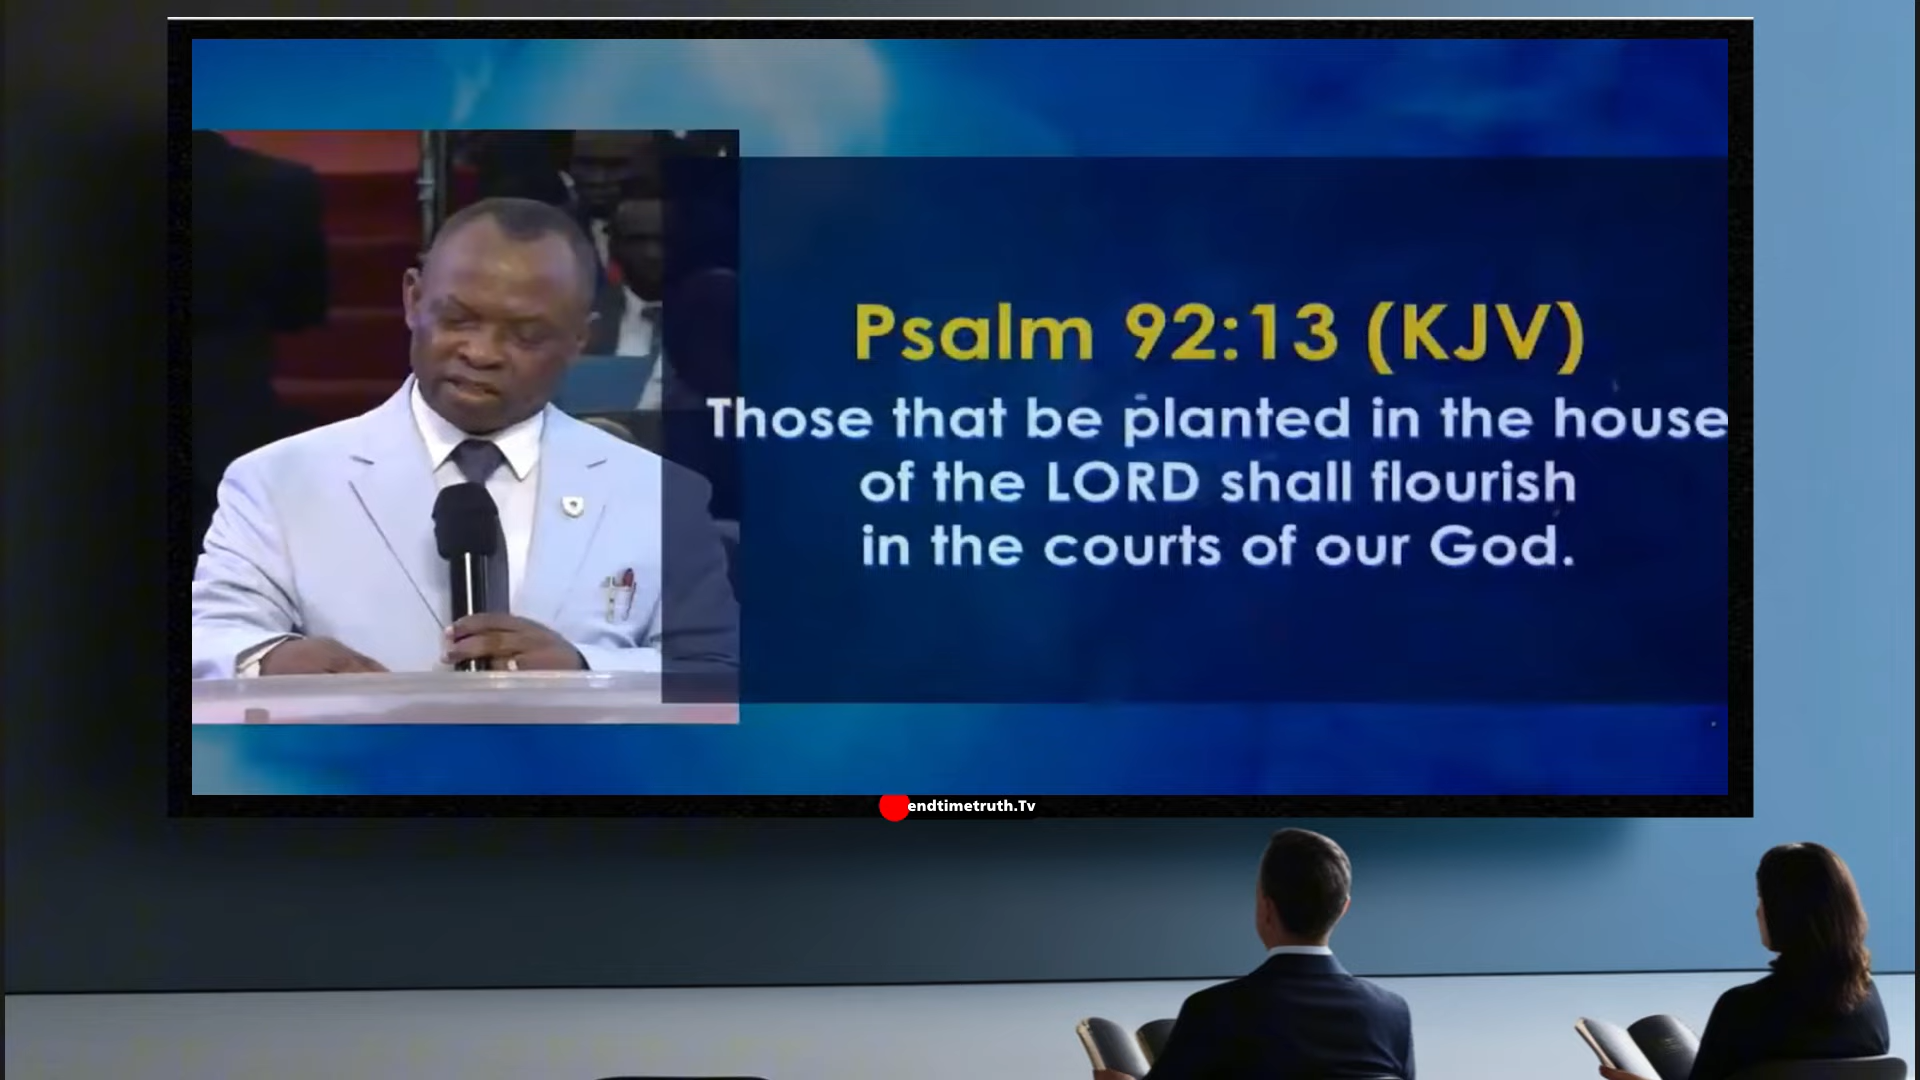 Psalm 92:13 (KJV)
Those that be planted in the house
of the LORD shall flourish
in the courts of our God.
endtimetruth.Tv